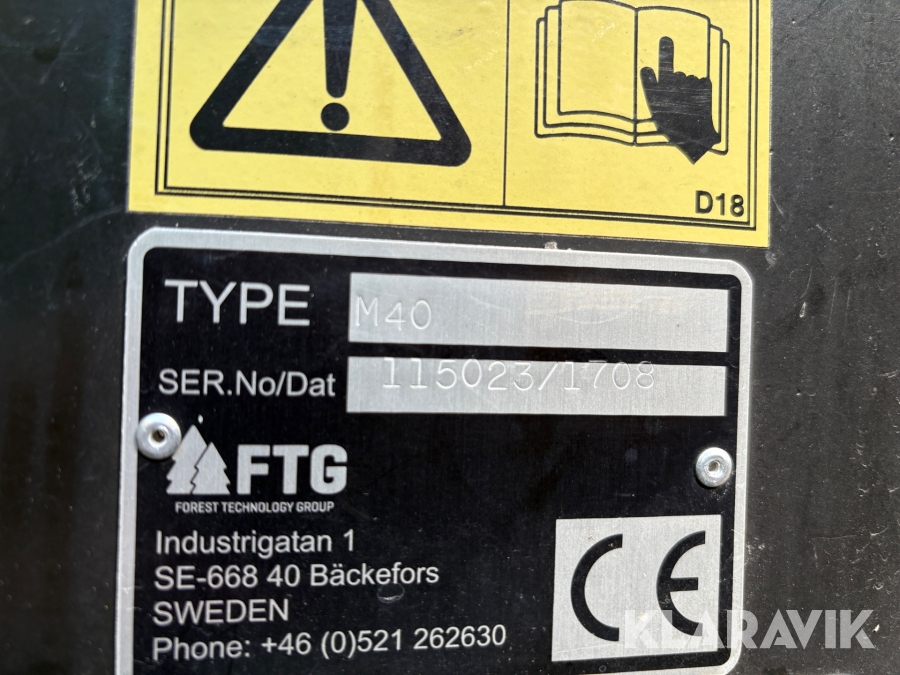 D18
TYPE M40
SER.No/Dat 115023/1708
FTG
FOREST TECHNOLOGY GROUP
Industrigatan 1
SE-668 40 Bäckefors
SWEDEN
Phone: +46 (0)521 262630
CE
KLARAVIK